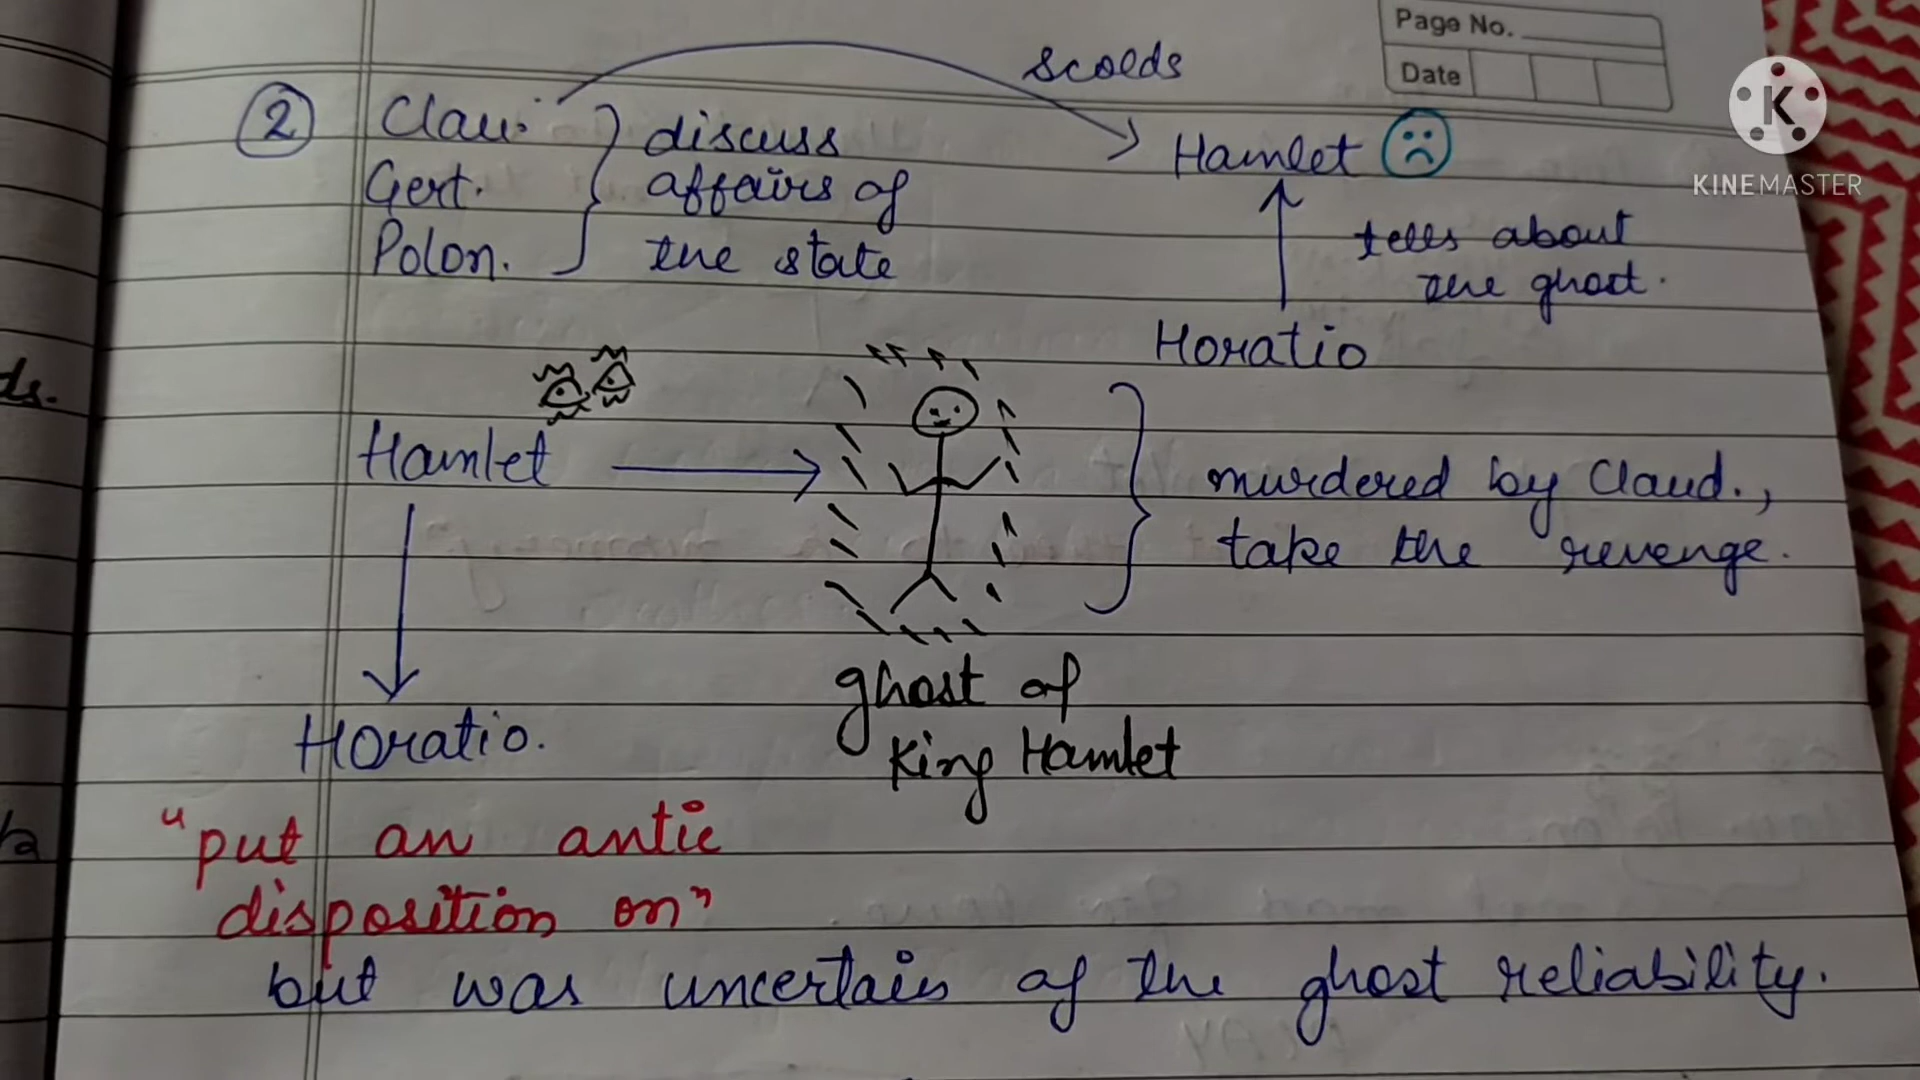 Page No.
Date
KINEMASTER
scolds
2 Clau. discuss Hamlet
Gert. affairs of
Polon. the state
tells about
the ghost.
Horatio
ds.
Hamlet
murdered by Claud.,
take the revenge.
ghost of
King Hamlet
Horatio.
"put an antic
disposition on"
but was uncertain of the ghost reliability.